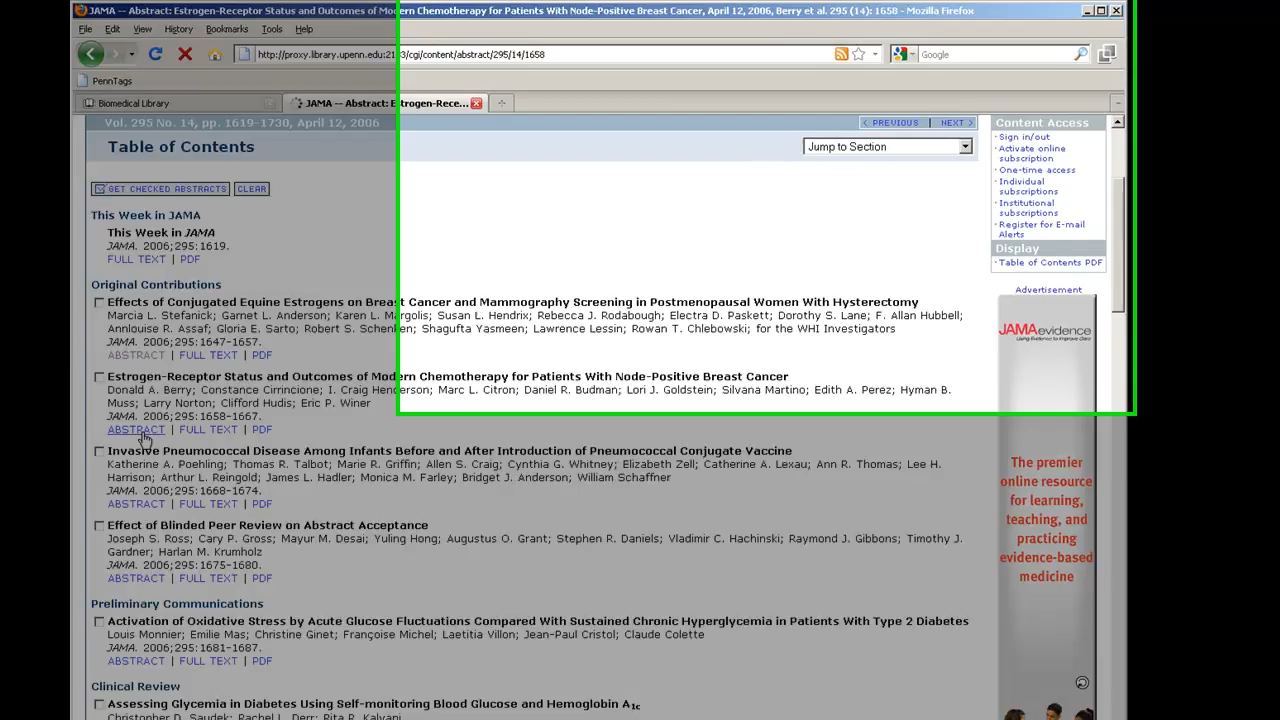 JAMA -- Abstract: Estrogen-Receptor Status and Outcomes of Modern Chemotherapy for Patients With Node-Positive Breast Cancer, April 12, 2006, Berry et al. 295 (14): 1658 - Mozilla Firefox
File Edit View History Bookmarks Tools Help
/cgi/content/abstract/295/14/1658
http://proxy.library.upenn.edu:21
Google
PennTags
Biomedical Library
JAMA -- Abstract: Estrogen-Rece...
Vol. 295 No. 14, pp. 1619-1730, April 12, 2006
PREVIOUS | NEXT
Table of Contents
Jump to Section
GET CHECKED ABSTRACTS CLEAR
This Week in JAMA
This Week in JAMA
JAMA. 2006;295:1619.
FULL TEXT | PDF
Original Contributions
Effects of Conjugated Equine Estrogens on Breast Cancer and Mammography Screening in Postmenopausal Women With Hysterectomy
Marcia L. Stefanick; Garnet L. Anderson; Karen L. Margolis; Susan L. Hendrix; Rebecca J. Rodabough; Electra D. Paskett; Dorothy S. Lane; F. Allan Hubbell;
Annlouise R. Assaf; Gloria E. Sarto; Robert S. Schenken; Shagufta Yasmeen; Lawrence Lessin; Rowan T. Chlebowski; for the WHI Investigators
JAMA. 2006;295:1647-1657.
ABSTRACT | FULL TEXT | PDF
Estrogen-Receptor Status and Outcomes of Modern Chemotherapy for Patients With Node-Positive Breast Cancer
Donald A. Berry; Constance Cirrincione; I. Craig Henderson; Marc L. Citron; Daniel R. Budman; Lori J. Goldstein; Silvana Martino; Edith A. Perez; Hyman B.
Muss; Larry Norton; Clifford Hudis; Eric P. Winer
JAMA. 2006;295:1658-1667.
ABSTRACT | FULL TEXT | PDF
Invasive Pneumococcal Disease Among Infants Before and After Introduction of Pneumococcal Conjugate Vaccine
Katherine A. Poehling; Thomas R. Talbot; Marie R. Griffin; Allen S. Craig; Cynthia G. Whitney; Elizabeth Zell; Catherine A. Lexau; Ann R. Thomas; Lee H.
Harrison; Arthur L. Reingold; James L. Hadler; Monica M. Farley; Bridget J. Anderson; William Schaffner
JAMA. 2006;295:1668-1674.
ABSTRACT | FULL TEXT | PDF
Effect of Blinded Peer Review on Abstract Acceptance
Joseph S. Ross; Cary P. Gross; Mayur M. Desai; Yuling Hong; Augustus O. Grant; Stephen R. Daniels; Vladimir C. Hachinski; Raymond J. Gibbons; Timothy J.
Gardner; Harlan M. Krumholz
JAMA. 2006;295:1675-1680.
ABSTRACT | FULL TEXT | PDF
Preliminary Communications
Activation of Oxidative Stress by Acute Glucose Fluctuations Compared With Sustained Chronic Hyperglycemia in Patients With Type 2 Diabetes
Louis Monnier; Emilie Mas; Christine Ginet; Françoise Michel; Laetitia Villon; Jean-Paul Cristol; Claude Colette
JAMA. 2006;295:1681-1687.
ABSTRACT | FULL TEXT | PDF
Clinical Review
Assessing Glycemia in Diabetes Using Self-monitoring Blood Glucose and Hemoglobin A1c
Christopher D. Saudek; Rachel L. Derr; Rita R. Kalyani
Content Access
Sign in/out
Activate online
subscription
One-time access
Individual
subscriptions
Institutional
subscriptions
Register for E-mail
Alerts
Display
Table of Contents PDF
Advertisement
JAMAevidence
Using Evidence to Improve Care
The premier
online resource
for learning,
teaching, and
practicing
evidence-based
medicine